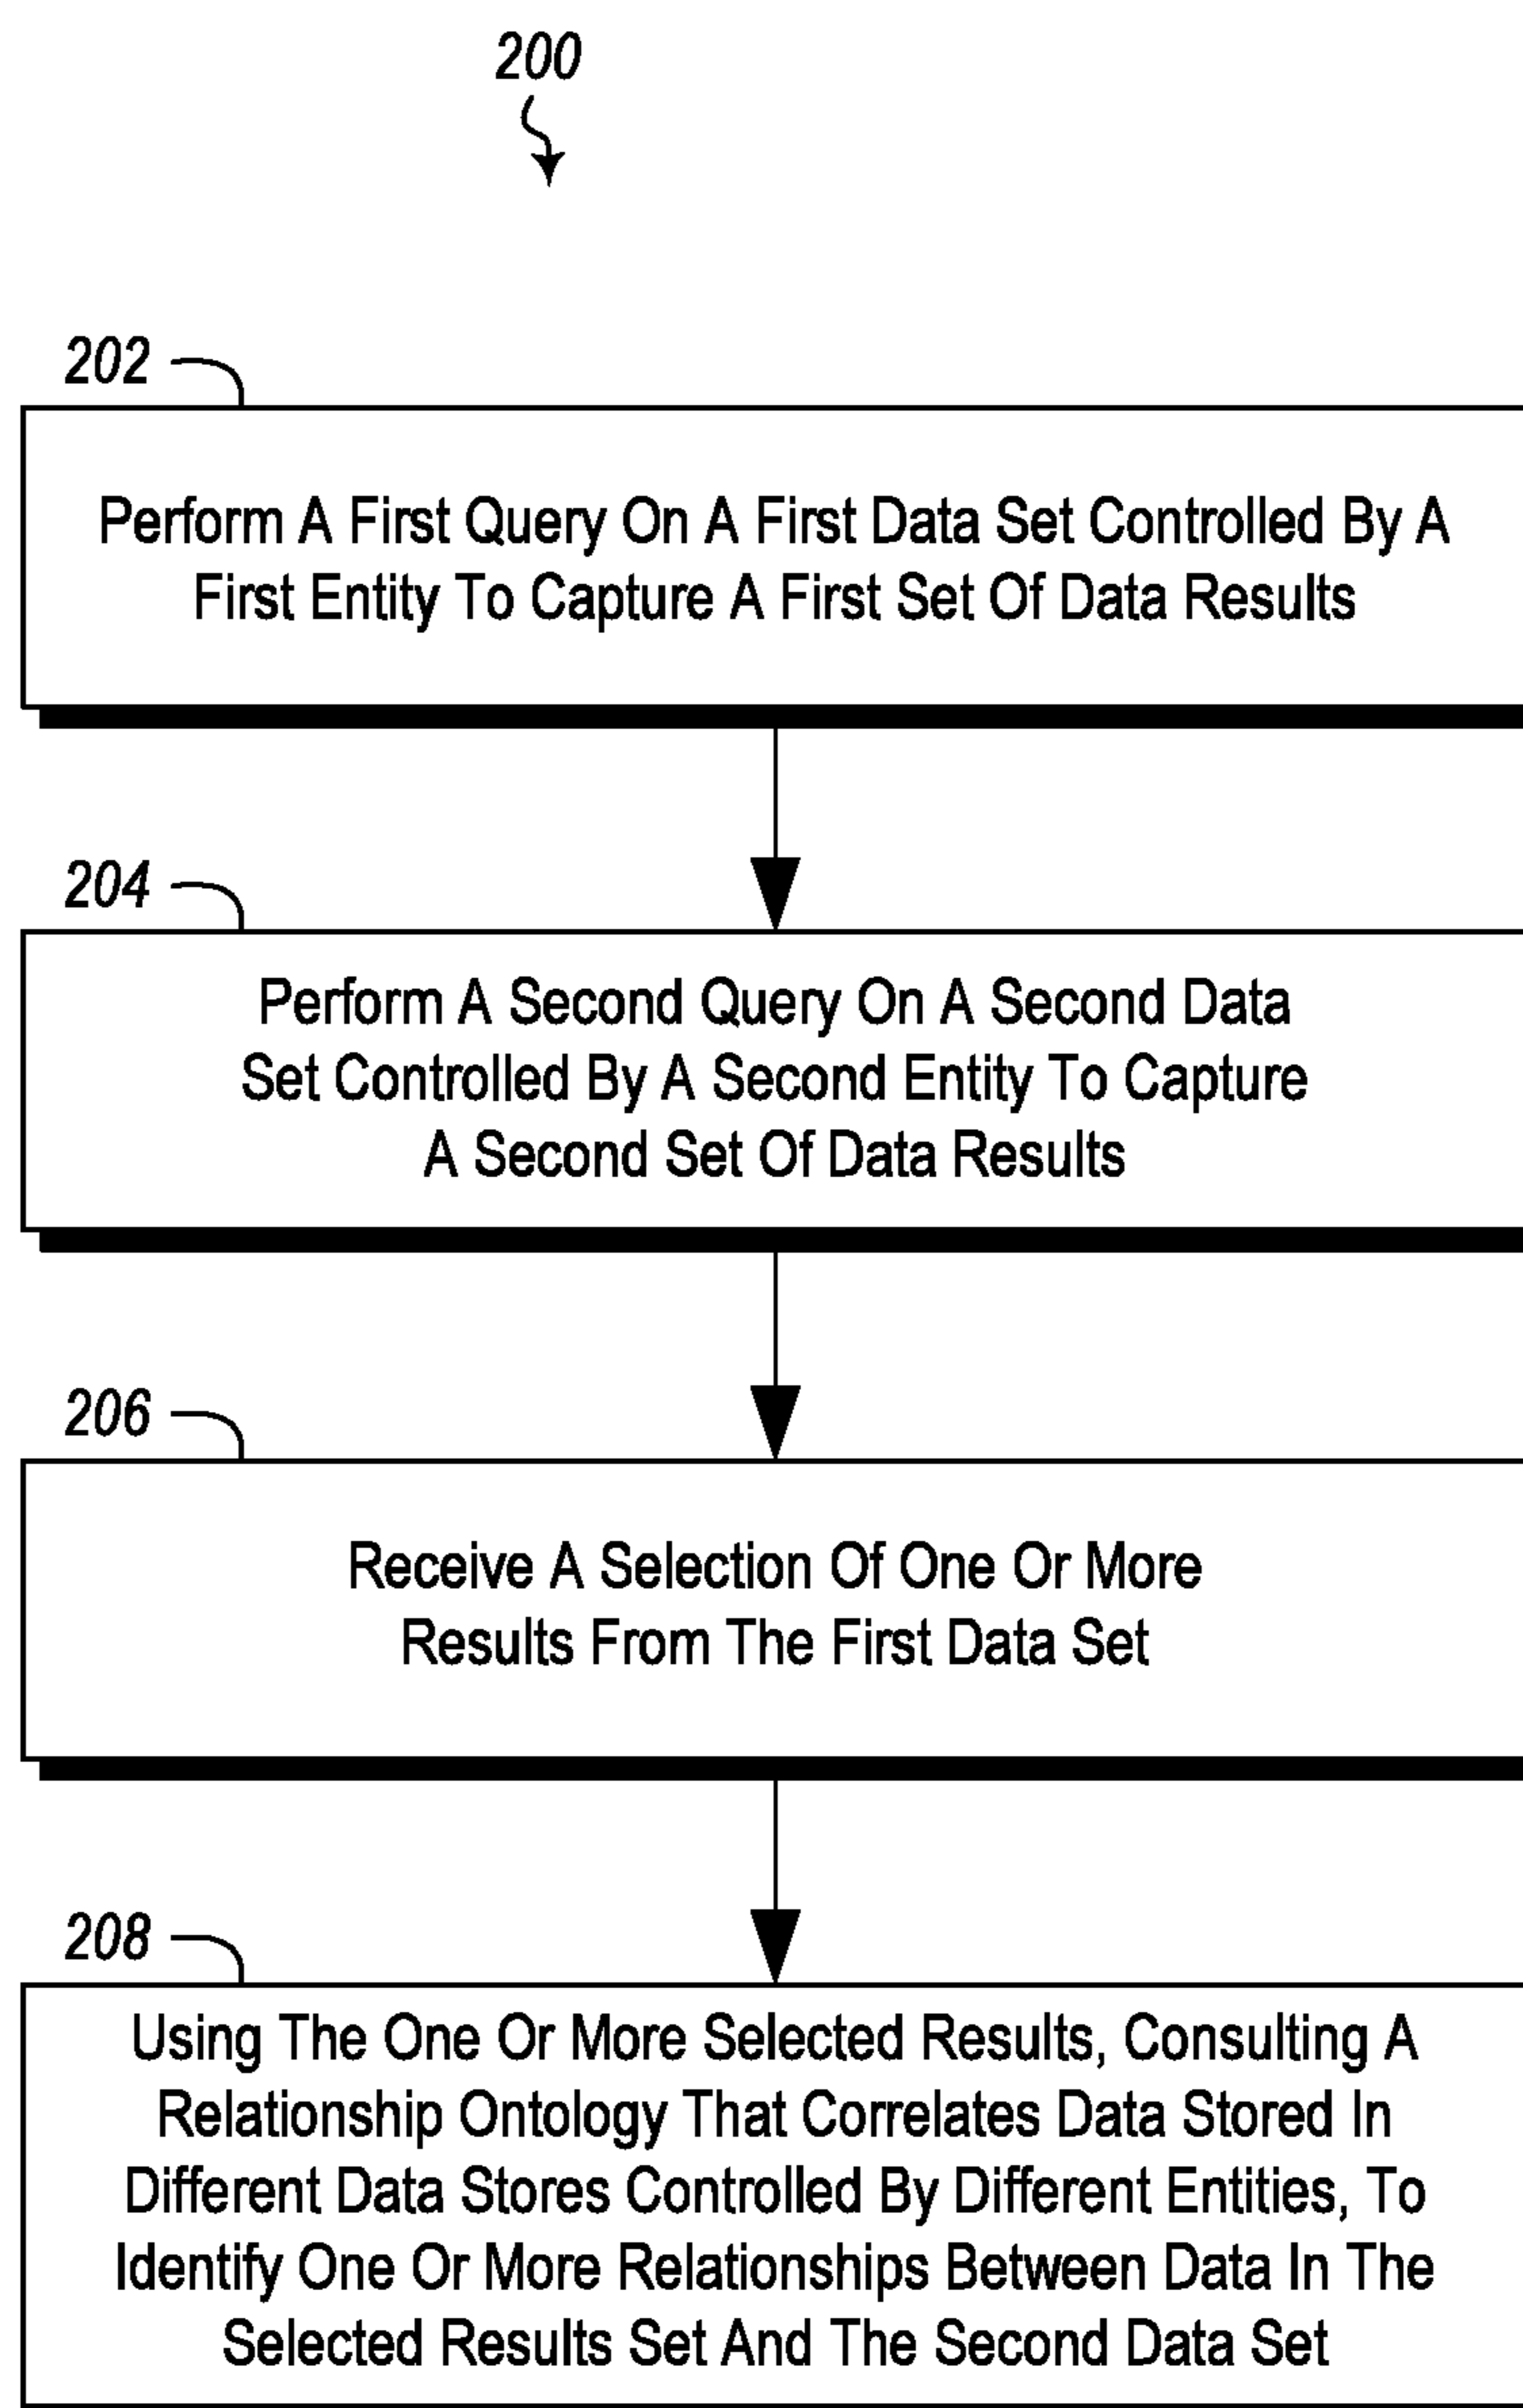 200
202
Perform A First Query On A First Data Set Controlled By A
First Entity To Capture A First Set Of Data Results
204
Perform A Second Query On A Second Data
Set Controlled By A Second Entity To Capture
A Second Set Of Data Results
206
Receive A Selection Of One Or More
Results From The First Data Set
208
Using The One Or More Selected Results, Consulting A
Relationship Ontology That Correlates Data Stored In
Different Data Stores Controlled By Different Entities, To
Identify One Or More Relationships Between Data In The
Selected Results Set And The Second Data Set